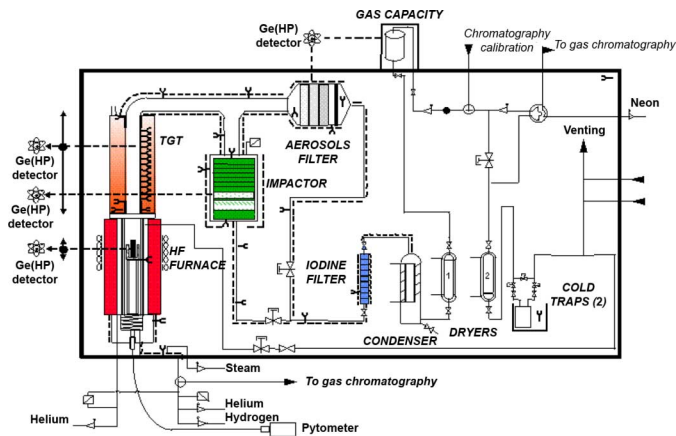 Ge(HP)
detector
GAS CAPACITY
Chromatography
calibration
To gas chromatography
Neon
Venting
TGT
AEROSOLS
FILTER
Ge(HP)
detector
IMPACTOR
Ge(HP)
detector
Ge(HP)
detector
HF
FURNACE
IODINE
FILTER
1
2
COLD
TRAPS (2)
CONDENSER
DRYERS
Steam
To gas chromatography
Helium
Helium
Hydrogen
Pytometer